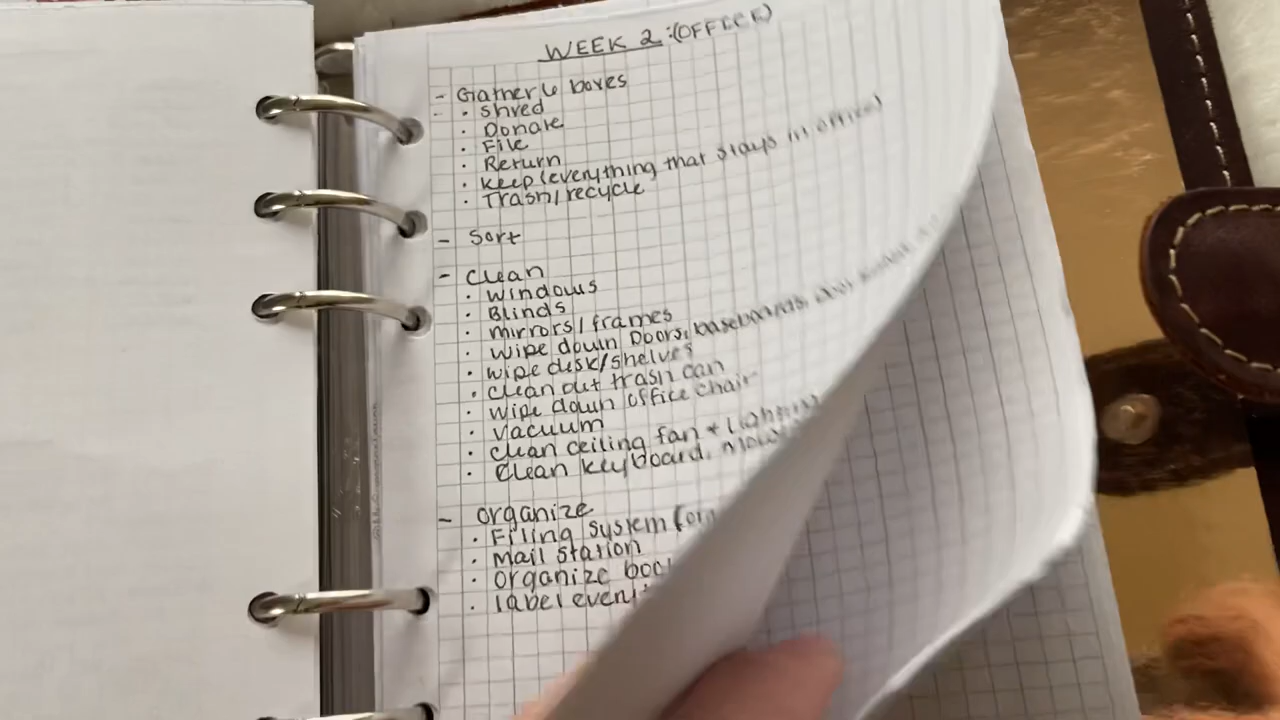 WEEK 2:(OFFICE)
- Gather 6 boxes
· Shred
· Donate
· File
· Return
· Keep (everything that stays in office)
· Trash/recycle
- Sort
- Clean
· Windows
· Blinds
· Mirrors/frames
· Wipe down Doors, baseboards
· Wipe desk/shelves
· Clean out trash can
· Wipe down office chair
· Vacuum
· Clean ceiling fan + Lighting
· Clean keyboard,
- Organize
· Filing system
· Mail station
· Organize
· Label